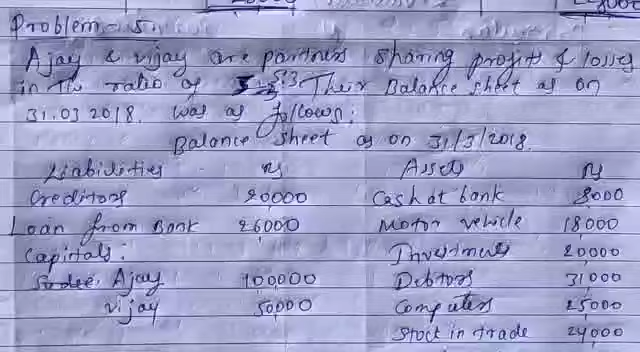 Problem - 5.
Ajay & vijay are partners sharing profit & losses
in the ratio of 5:3 Their Balance sheet as on
31.03 2018. was as follows:
Balance sheet as on 31/3/2018.
Liabilities Rs Assets Rs
Creditors 20000 Cash at bank 8000
Loan from Bank 26000 Motor vehicle 18,000
Capitals: Investments 20000
Ajay 100000 Debtors 31000
vijay 50000 Computers 25000
Stock in trade 24,000